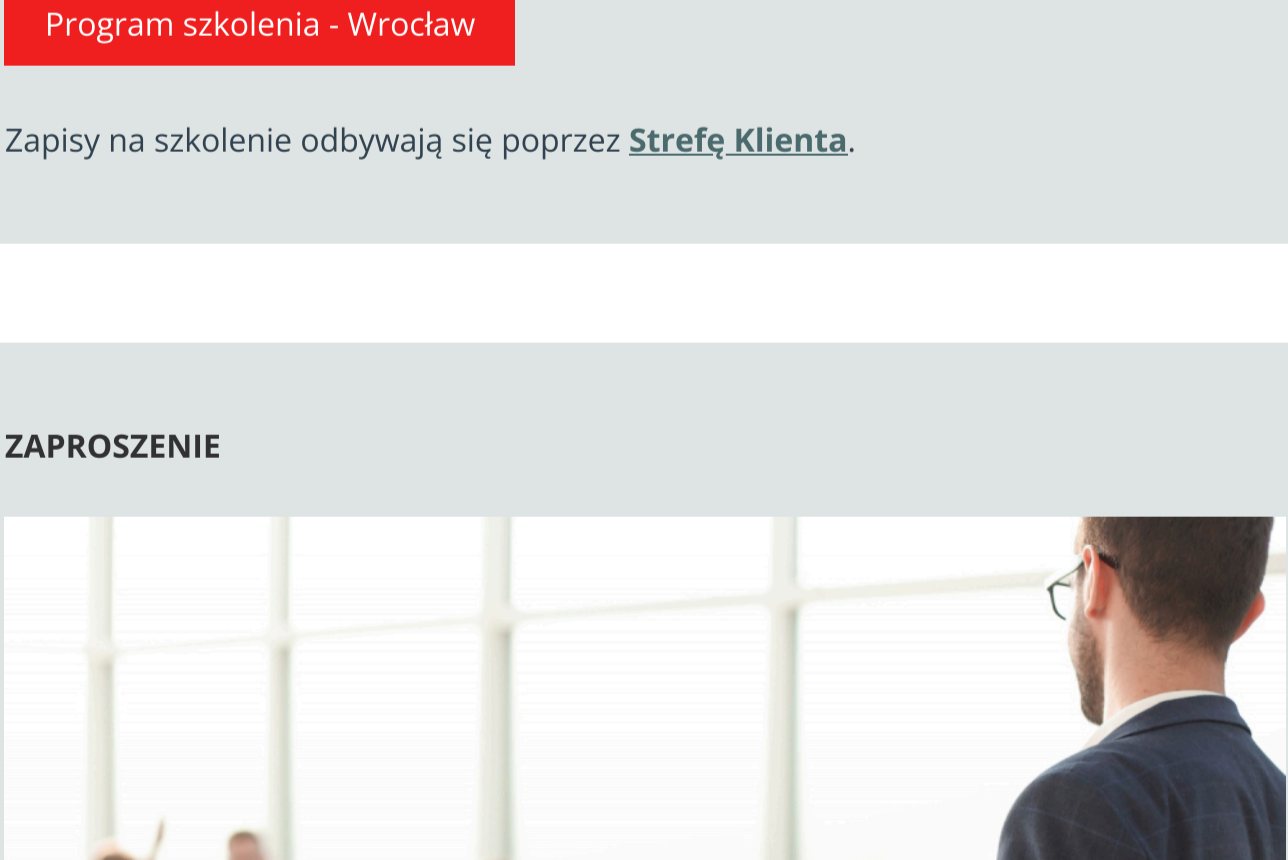 Program szkolenia - Wrocław
Zapisy na szkolenie odbywają się poprzez Strefę Klienta.
ZAPROSZENIE